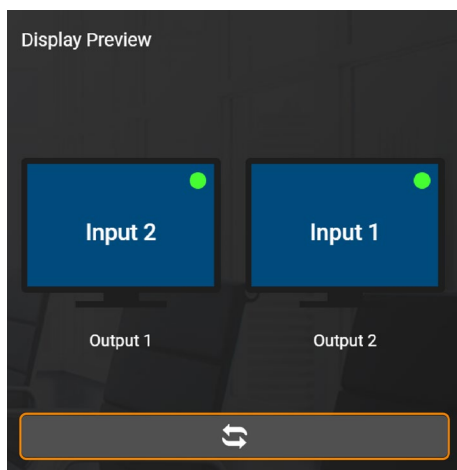 Display Preview
Input 2
Input 1
Output 1
Output 2